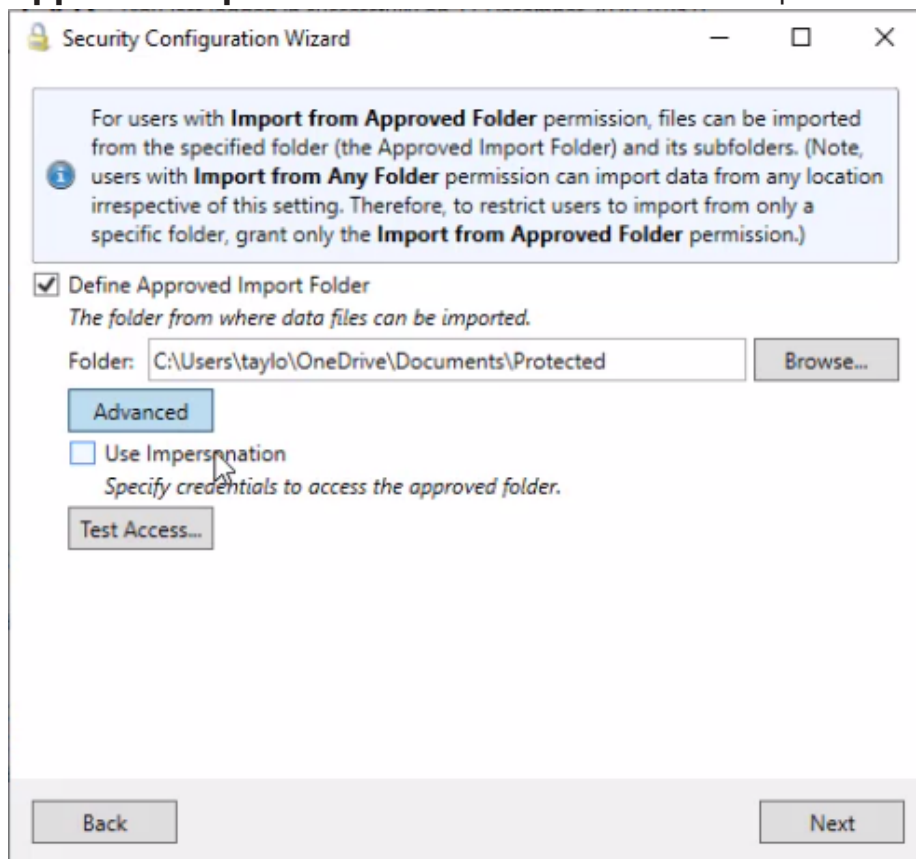 Security Configuration Wizard
For users with Import from Approved Folder permission, files can be imported
from the specified folder (the Approved Import Folder) and its subfolders. (Note,
users with Import from Any Folder permission can import data from any location
irrespective of this setting. Therefore, to restrict users to import from only a
specific folder, grant only the Import from Approved Folder permission.)
Define Approved Import Folder
The folder from where data files can be imported.
Folder: C:\Users\taylo\OneDrive\Documents\Protected Browse...
Advanced
Use Impersonation
Specify credentials to access the approved folder.
Test Access...
Back Next